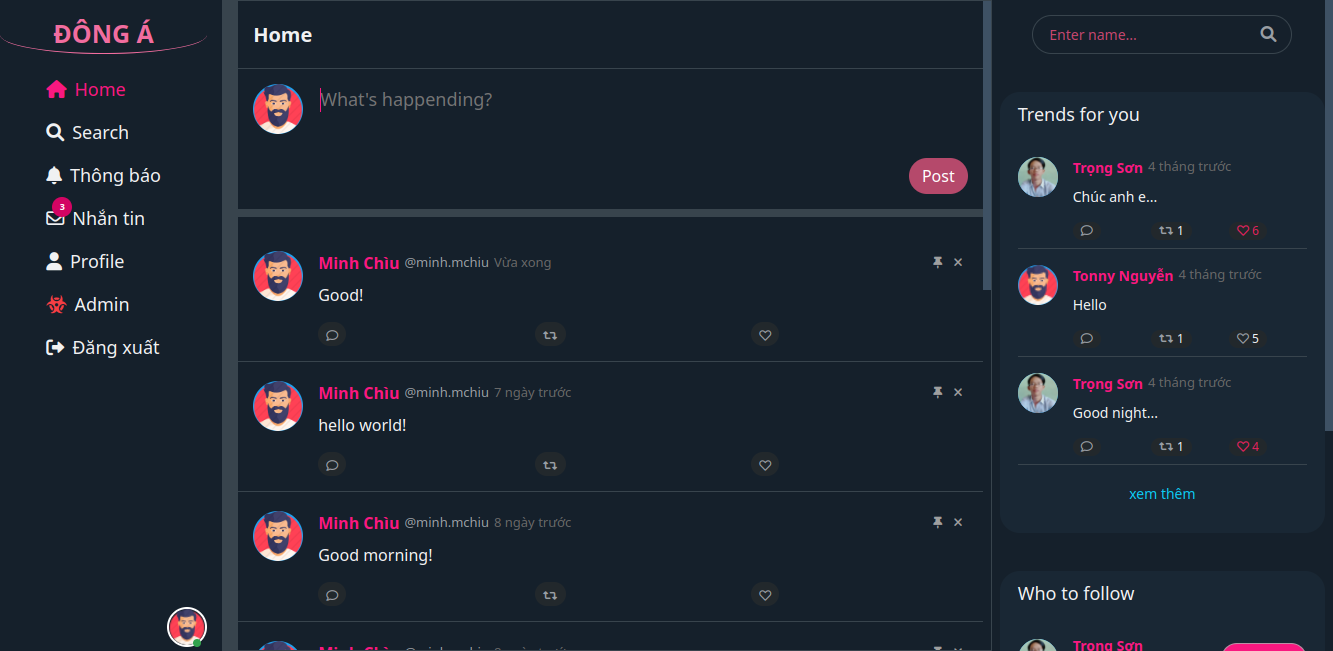 ĐÔNG Á
Home
Search
Thông báo
3
Nhắn tin
Profile
Admin
Đăng xuất
Home
What's happending?
Post
Minh Chìu @minh.mchiu Vừa xong
Good!
Minh Chìu @minh.mchiu 7 ngày trước
hello world!
Minh Chìu @minh.mchiu 8 ngày trước
Good morning!
Enter name...
Trends for you
Trọng Sơn 4 tháng trước
Chúc anh e...
1 6
Tonny Nguyễn 4 tháng trước
Hello
1 5
Trọng Sơn 4 tháng trước
Good night...
1 4
xem thêm
Who to follow
Trọng Sơn